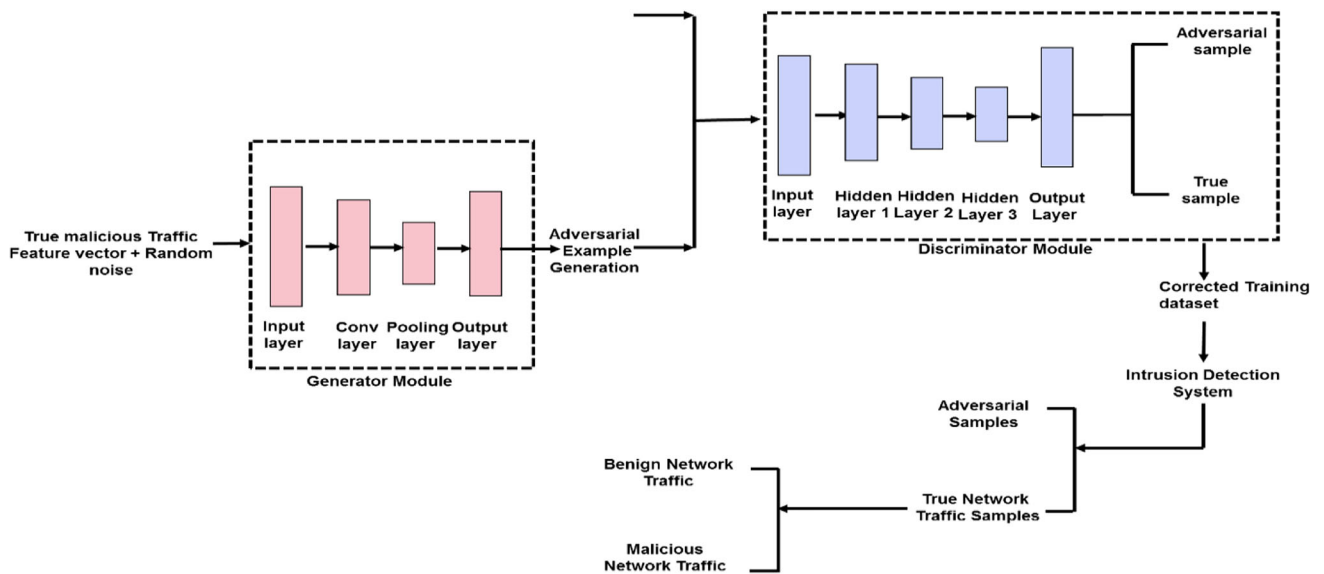 True malicious Traffic
Feature vector + Random
noise
Input
layer
Conv
layer
Pooling
layer
Output
layer
Generator Module
Adversarial
Example
Generation
Input
layer
Hidden
layer 1
Hidden
Layer 2
Hidden
Layer 3
Output
Layer
Adversarial
sample
True
sample
Discriminator Module
Corrected Training
dataset
Intrusion Detection
System
Adversarial
Samples
True Network
Traffic Samples
Benign Network
Traffic
Malicious
Network Traffic